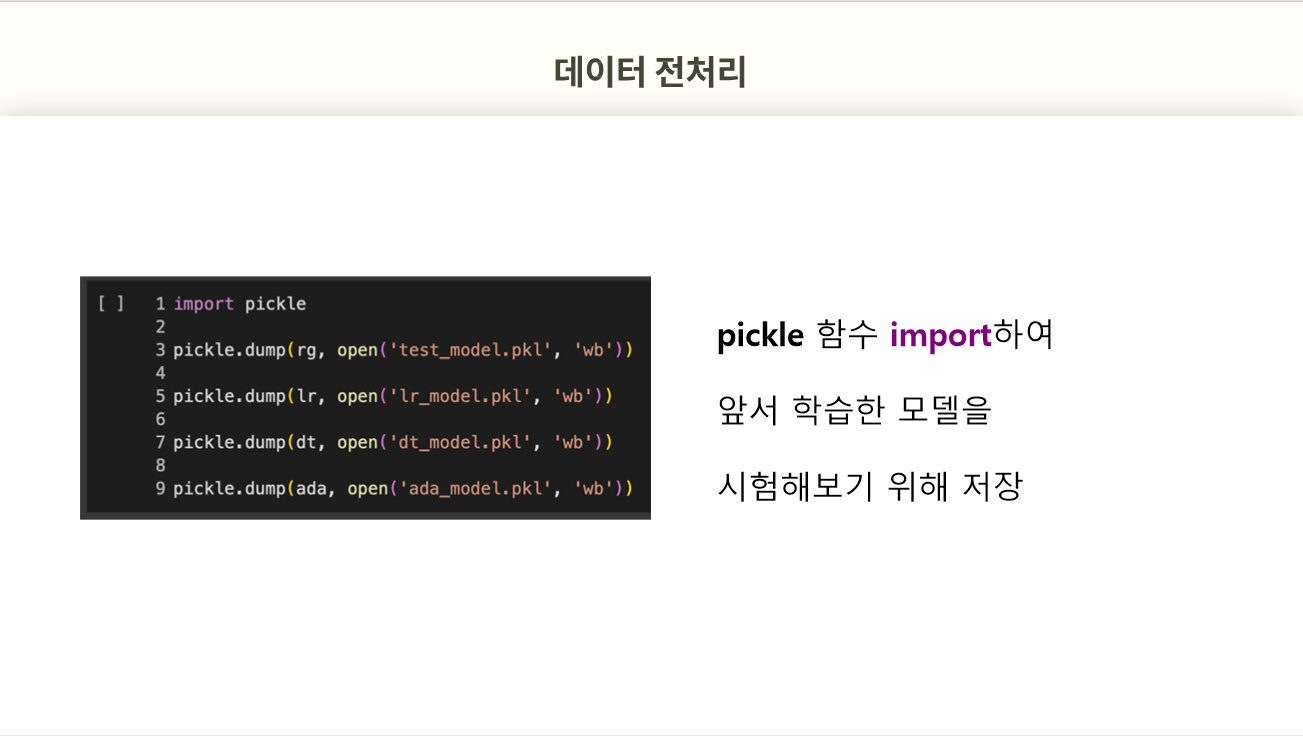 데이터 전처리
[ ] 1 import pickle
2
3 pickle.dump(rg, open('test_model.pkl', 'wb'))
4
5 pickle.dump(lr, open('lr_model.pkl', 'wb'))
6
7 pickle.dump(dt, open('dt_model.pkl', 'wb'))
8
9 pickle.dump(ada, open('ada_model.pkl', 'wb'))
pickle 함수 import하여
앞서 학습한 모델을
시험해보기 위해 저장